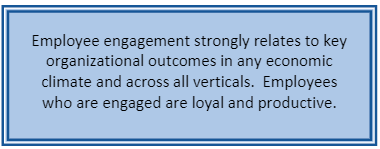 Employee engagement strongly relates to key
organizational outcomes in any economic
climate and across all verticals.  Employees
who are engaged are loyal and productive.